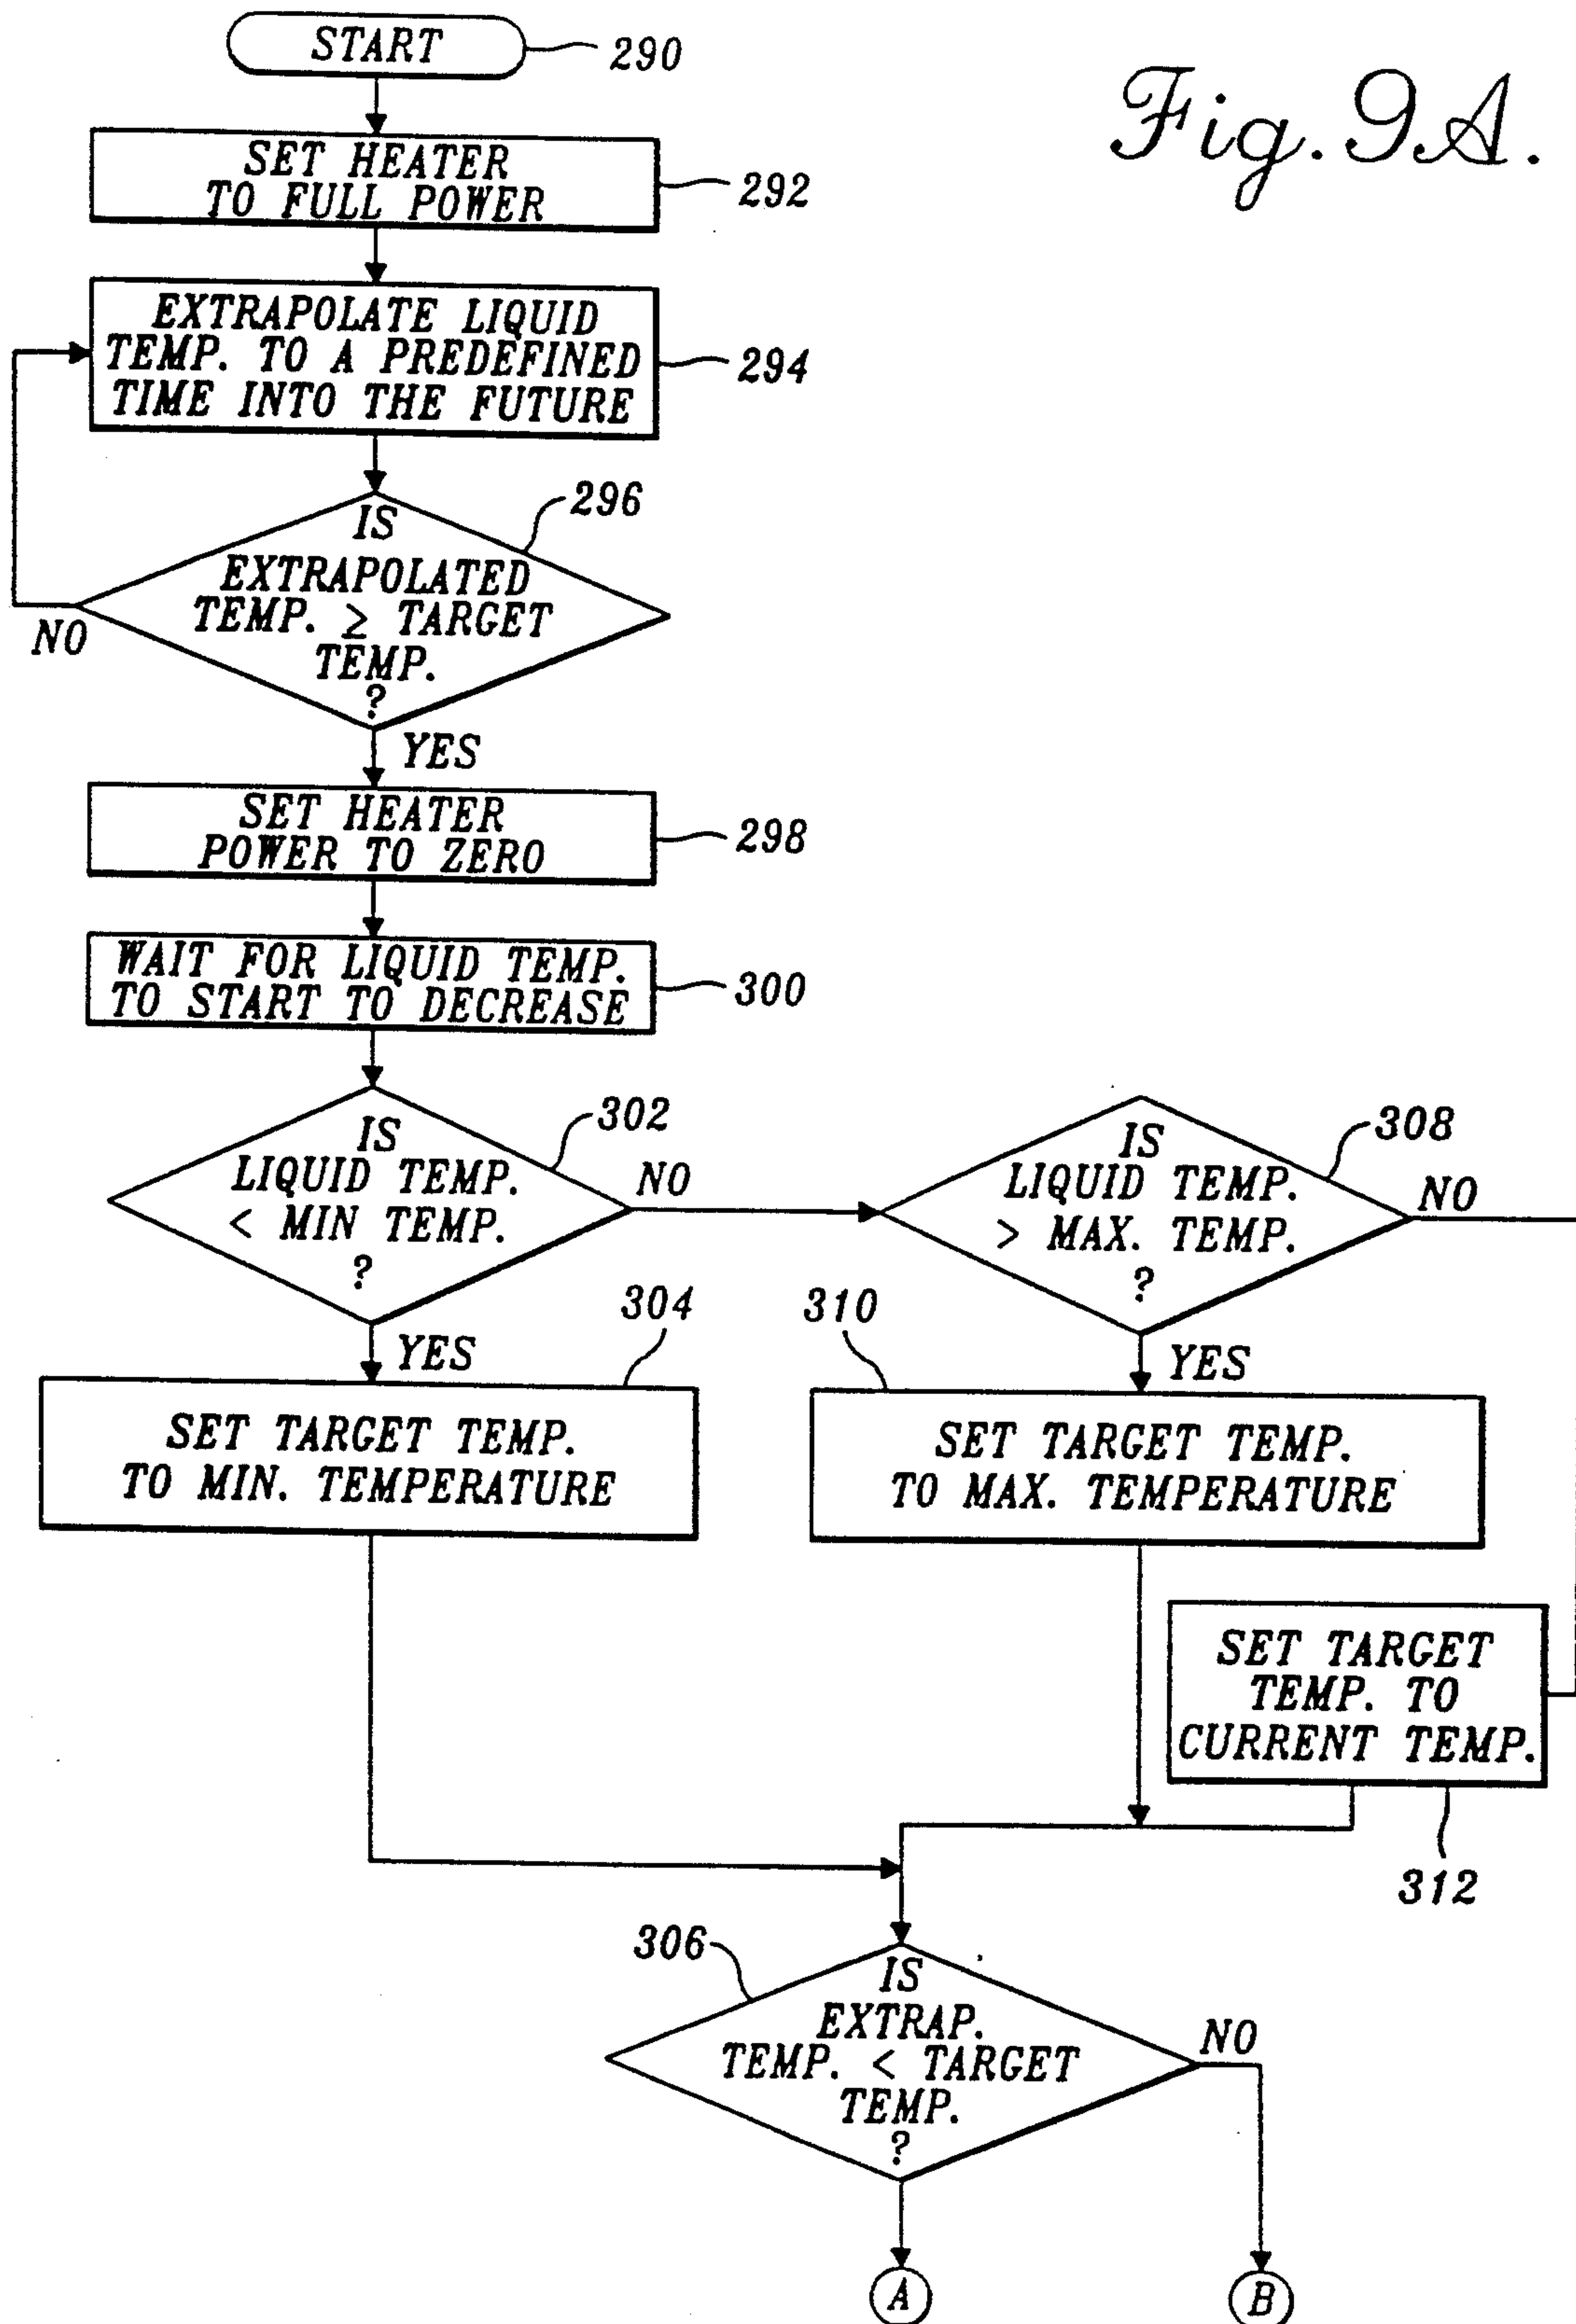 START
290
Fig. 9A.
SET HEATER
TO FULL POWER
292
EXTRAPOLATE LIQUID
TEMP. TO A PREDEFINED
TIME INTO THE FUTURE
294
IS
EXTRAPOLATED
TEMP. ≥ TARGET
TEMP.
?
296
NO
YES
SET HEATER
POWER TO ZERO
298
WAIT FOR LIQUID TEMP.
TO START TO DECREASE
300
IS
LIQUID TEMP.
< MIN TEMP.
?
302
NO
YES
IS
LIQUID TEMP.
> MAX. TEMP.
?
308
NO
YES
304
SET TARGET TEMP.
TO MIN. TEMPERATURE
310
SET TARGET TEMP.
TO MAX. TEMPERATURE
SET TARGET
TEMP. TO
CURRENT TEMP.
312
306
IS
EXTRAP.
TEMP. < TARGET
TEMP.
?
NO
A
B